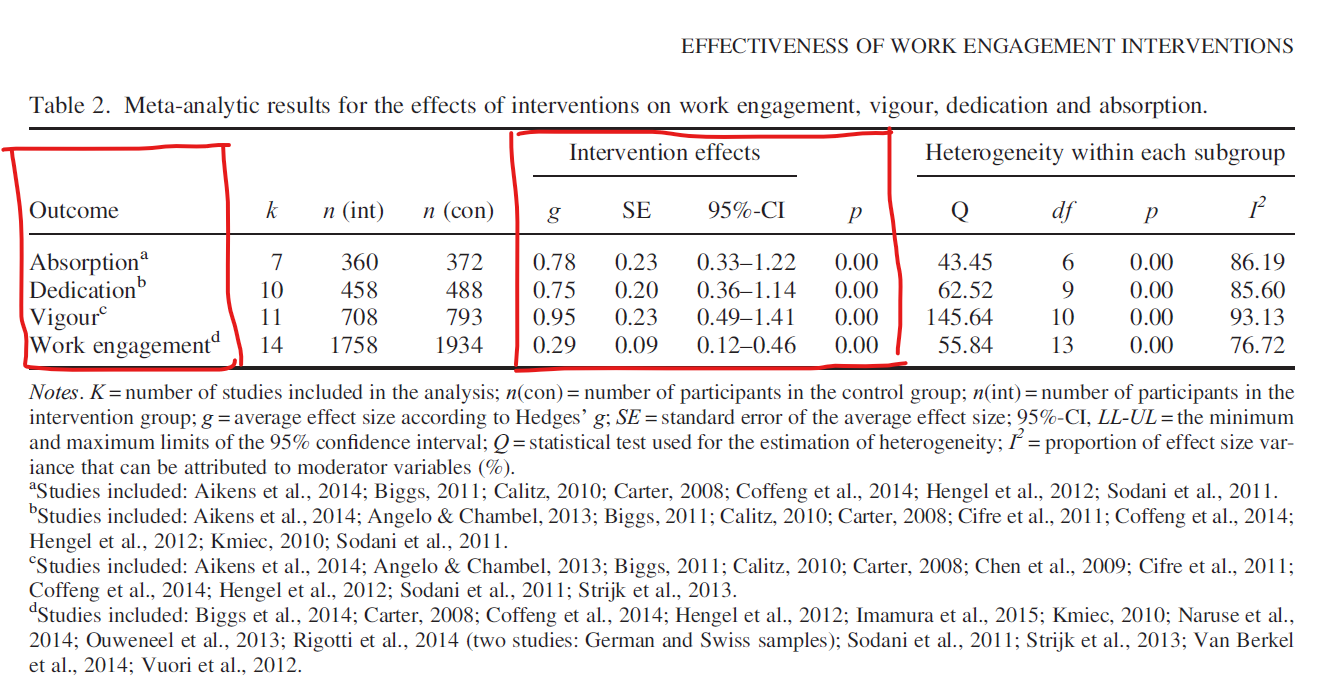 EFFECTIVENESS OF WORK ENGAGEMENT INTERVENTIONS
Table 2. Meta-analytic results for the effects of interventions on work engagement, vigour, dedication and absorption.
Intervention effects Heterogeneity within each subgroup
Outcome k n (int) n (con) g SE 95%-CI p Q df p I²
Absorptionᵃ 7 360 372 0.78 0.23 0.33–1.22 0.00 43.45 6 0.00 86.19
Dedicationᵇ 10 458 488 0.75 0.20 0.36–1.14 0.00 62.52 9 0.00 85.60
Vigourᶜ 11 708 793 0.95 0.23 0.49–1.41 0.00 145.64 10 0.00 93.13
Work engagementᵈ 14 1758 1934 0.29 0.09 0.12–0.46 0.00 55.84 13 0.00 76.72
Notes. K = number of studies included in the analysis; n(con) = number of participants in the control group; n(int) = number of participants in the
intervention group; g = average effect size according to Hedges’ g; SE = standard error of the average effect size; 95%-CI, LL-UL = the minimum
and maximum limits of the 95% confidence interval; Q = statistical test used for the estimation of heterogeneity; I² = proportion of effect size var-
iance that can be attributed to moderator variables (%).
ᵃStudies included: Aikens et al., 2014; Biggs, 2011; Calitz, 2010; Carter, 2008; Coffeng et al., 2014; Hengel et al., 2012; Sodani et al., 2011.
ᵇStudies included: Aikens et al., 2014; Angelo & Chambel, 2013; Biggs, 2011; Calitz, 2010; Carter, 2008; Cifre et al., 2011; Coffeng et al., 2014;
Hengel et al., 2012; Kmiec, 2010; Sodani et al., 2011.
ᶜStudies included: Aikens et al., 2014; Angelo & Chambel, 2013; Biggs, 2011; Calitz, 2010; Carter, 2008; Chen et al., 2009; Cifre et al., 2011;
Coffeng et al., 2014; Hengel et al., 2012; Sodani et al., 2011; Strijk et al., 2013.
ᵈStudies included: Biggs et al., 2014; Carter, 2008; Coffeng et al., 2014; Hengel et al., 2012; Imamura et al., 2015; Kmiec, 2010; Naruse et al.,
2014; Ouweneel et al., 2013; Rigotti et al., 2014 (two studies: German and Swiss samples); Sodani et al., 2011; Strijk et al., 2013; Van Berkel
et al., 2014; Vuori et al., 2012.